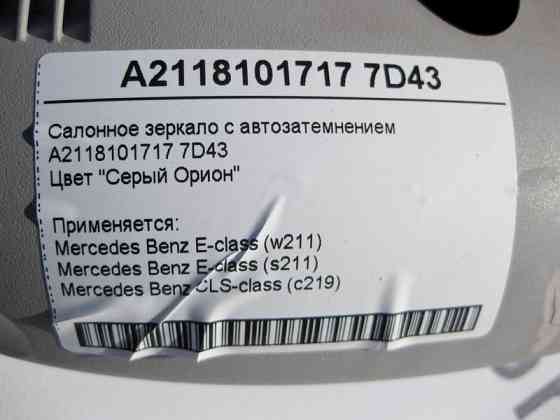 A2118101717 7D43
Салонное зеркало с автозатемнением
A2118101717 7D43
Цвет "Серый Орион"
Применяется:
Mercedes Benz E-class (w211)
Mercedes Benz E-class (s211)
Mercedes Benz CLS-class (c219)